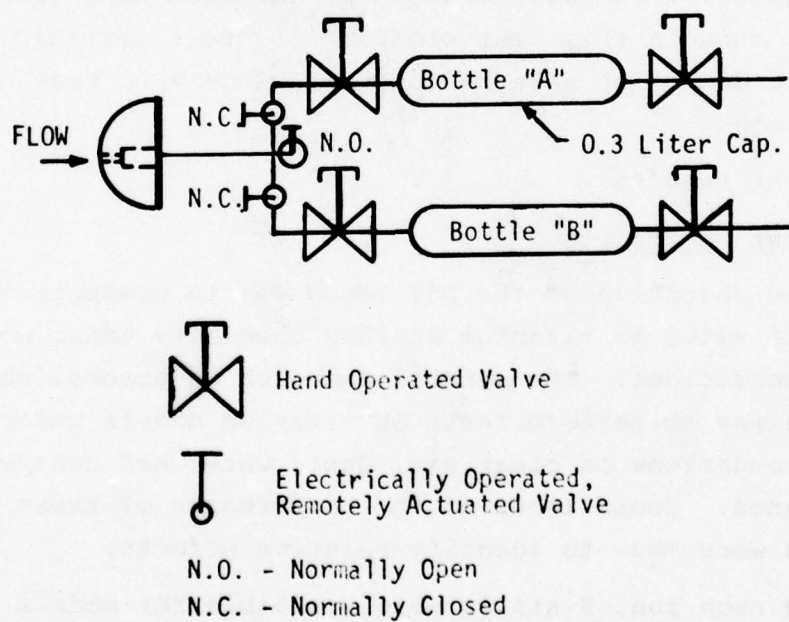 Bottle "A"
N.C.
FLOW
N.O.
0.3 Liter Cap.
N.C.
Bottle "B"
Hand Operated Valve
Electrically Operated,
Remotely Actuated Valve
N.O. - Normally Open
N.C. - Normally Closed